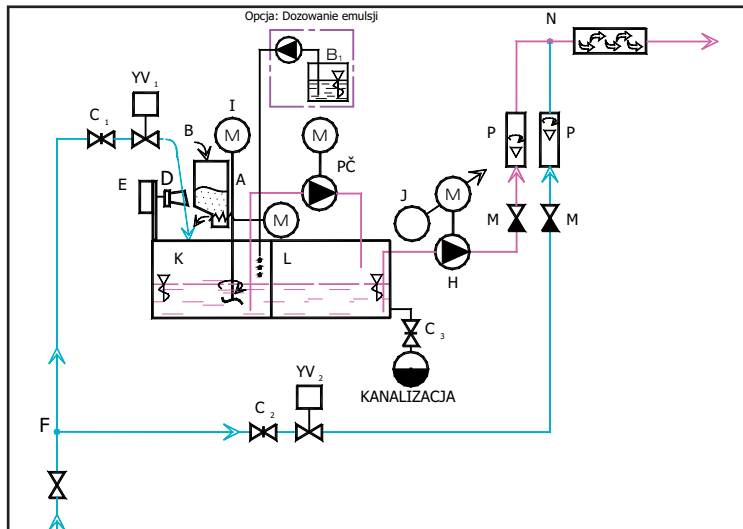 Opcja: Dozowanie emulsji
N
B₁
YV₁
I
C₁
B
M
M
P
P
PČ
E
D
A
M
J
M
M
M
K
L
H
C₃
YV₂
KANALIZACJA
C₂
F